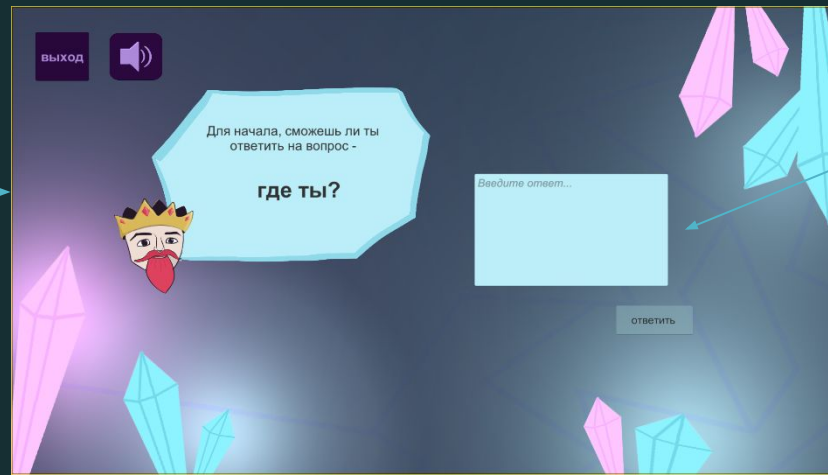 выход
Для начала, сможешь ли ты
ответить на вопрос -
где ты?
Введите ответ...
ответить